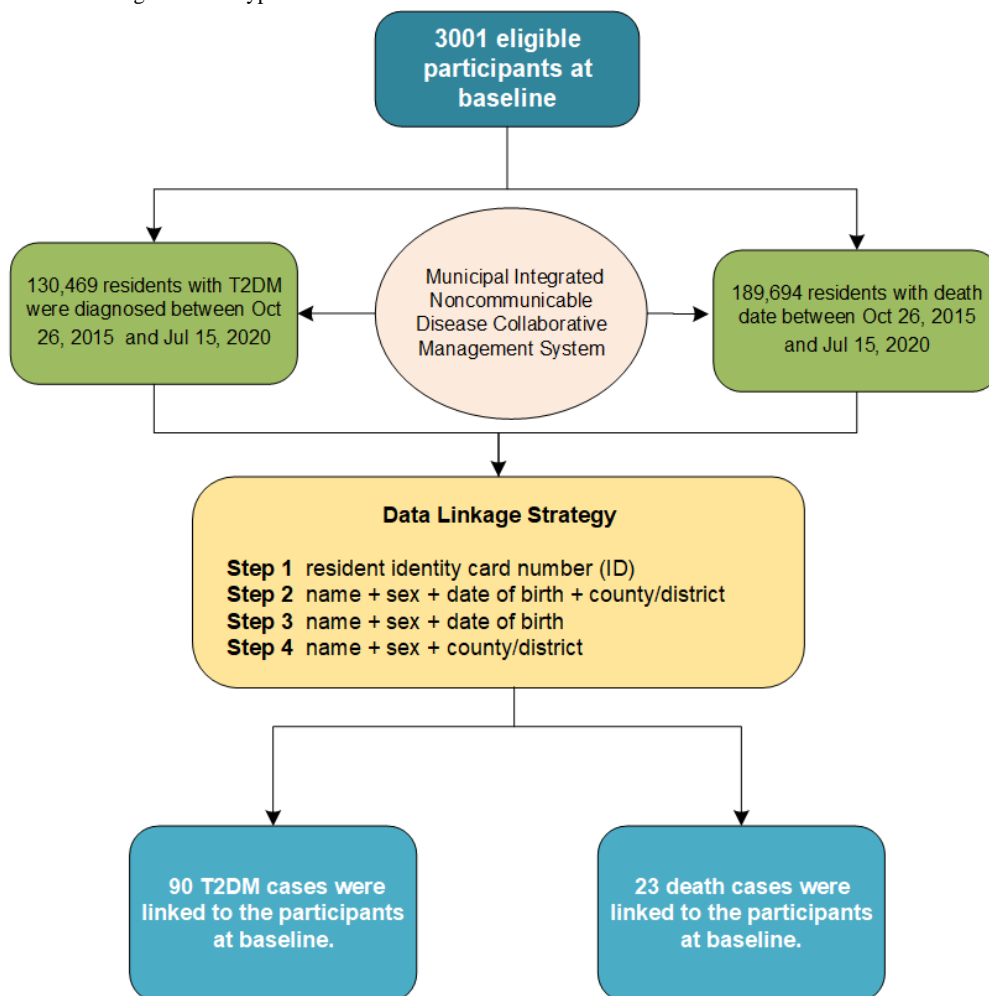 3001 eligible
participants at
baseline
130,469 residents with T2DM
were diagnosed between Oct
26, 2015 and Jul 15, 2020
Municipal Integrated
Noncommunicable
Disease Collaborative
Management System
189,694 residents with death
date between Oct 26, 2015
and Jul 15, 2020
Data Linkage Strategy
Step 1 resident identity card number (ID)
Step 2 name + sex + date of birth + county/district
Step 3 name + sex + date of birth
Step 4 name + sex + county/district
90 T2DM cases were
linked to the participants
at baseline.
23 death cases were
linked to the participants
at baseline.